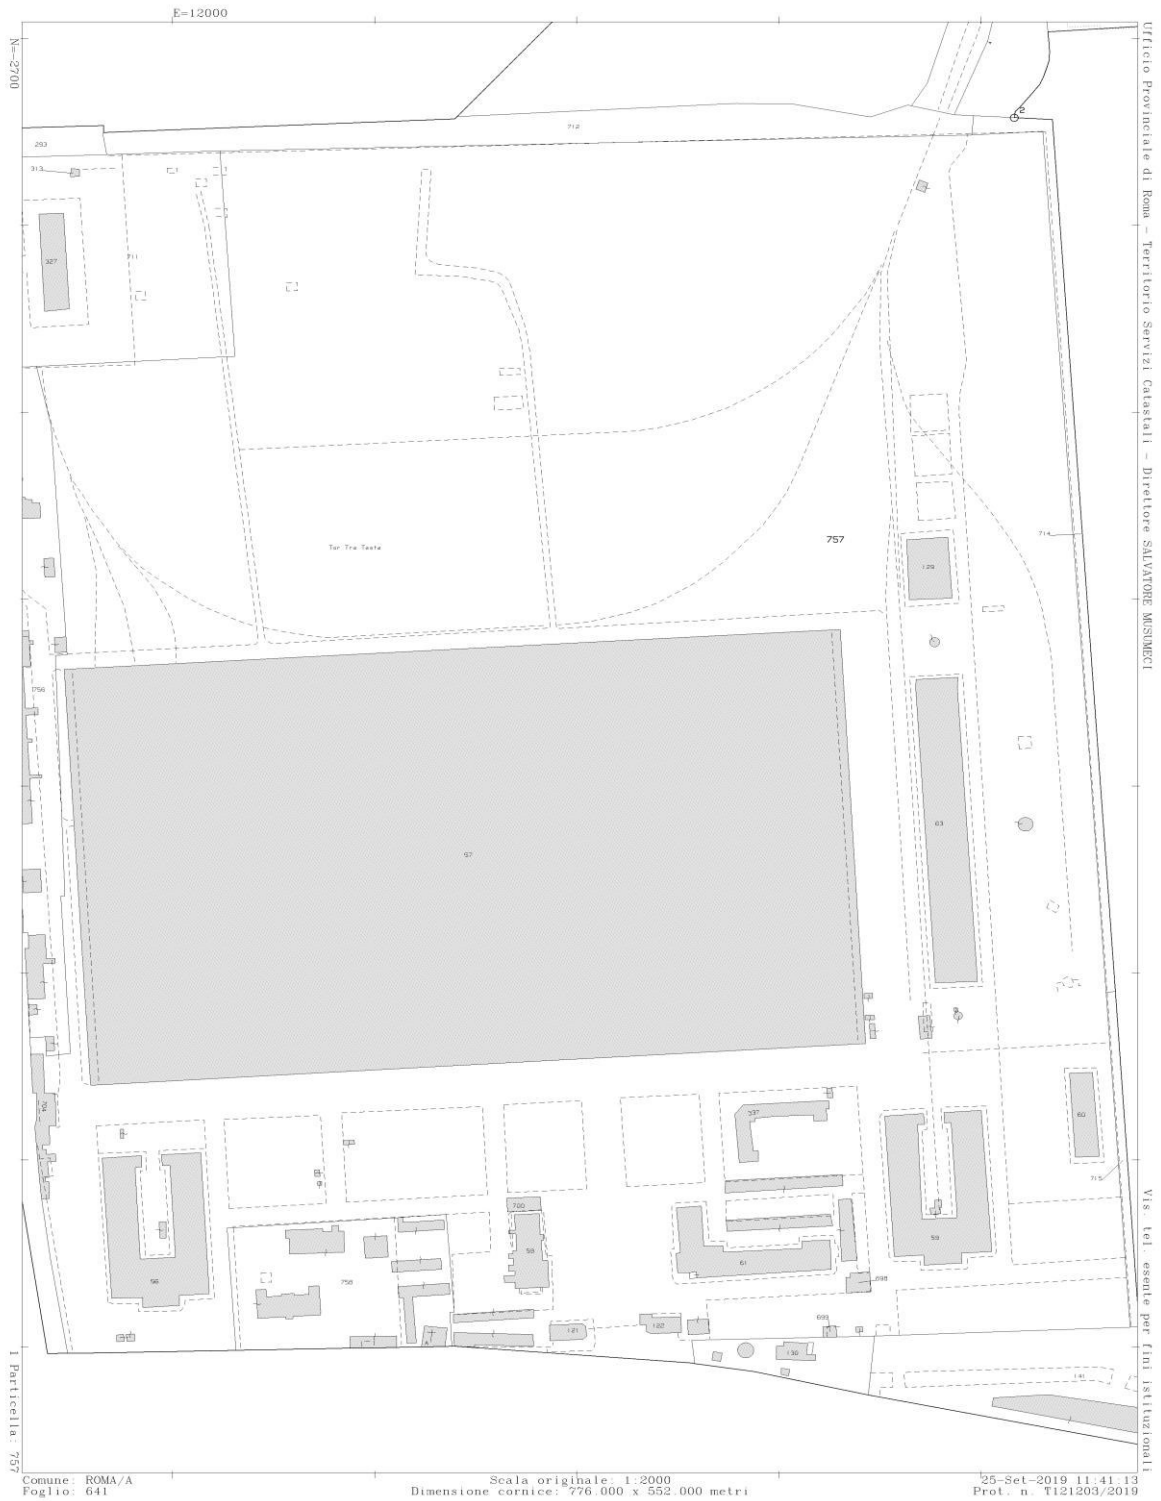 E=12000
N=-2700
Ufficio Provinciale di Roma - Territorio Servizi Catastali - Direttore SALVATORE MUSUMECI
2
712
293
313
327
711
Tor Tre Teste
757
714
129
756
57
63
704
337
60
715
700
59
59
61
56
758
698
699
122
121
130
141
A
Vis. tel. esente per fini istituzionali
1 Particella: 757
Comune: ROMA/A
Foglio: 641
Scala originale: 1:2000
Dimensione cornice: 776.000 x 552.000 metri
25-Set-2019 11:41:13
Prot. n. T121203/2019